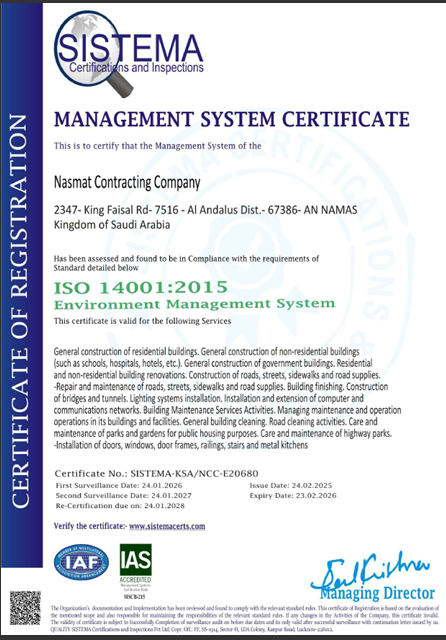 SISTEMA
Certifications and Inspections
CERTIFICATE OF REGISTRATION
MANAGEMENT SYSTEM CERTIFICATE
This is to certify that the Management System of the
Nasmat Contracting Company
2347- King Faisal Rd- 7516 - Al Andalus Dist.- 67386- AN NAMAS
Kingdom of Saudi Arabia
Has been assessed and found to be in Compliance with the requirements of
Standard detailed below
ISO 14001:2015
Environment Management System
This certificate is valid for the following Services
General construction of residential buildings. General construction of non-residential buildings
(such as schools, hospitals, hotels, etc.). General construction of government buildings. Residential
and non-residential building renovations. Construction of roads, streets, sidewalks and road supplies.
-Repair and maintenance of roads, streets, sidewalks and road supplies. Building finishing. Construction
of bridges and tunnels. Lighting systems installation. Installation and extension of computer and
communications networks. Building Maintenance Services Activities. Managing maintenance and operation
operations in its buildings and facilities. General building cleaning. Road cleaning activities. Care and
maintenance of parks and gardens for public housing purposes. Care and maintenance of highway parks.
-Installation of doors, windows, door frames, railings, stairs and metal kitchens
Certificate No.: SISTEMA-KSA/NCC-E20680
First Surveillance Date: 24.01.2026 Issue Date: 24.02.2025
Second Surveillance Date: 24.01.2027 Expiry Date: 23.02.2026
Re-Certification due on: 24.01.2028
Verify the certificate:- www.sistemacerts.com
IAF
IAS
ACCREDITED
MSCB-215
Managing Director
The Organization's documentation and Implementation has been reviewed and found to comply with the relevant standard rules. This certificate of Registration is based on the evaluation of
the mentioned scope and also responsible for maintaining the responsibilities of the relevant standard rules. If any changes in the Activities of the Company, this certificate invalid.
The validity of certificate is subject to Successfully Completion of surveillance audit on before due dates and its only valid after successful surveillance with continuation letter issued by us.
QUALITY SISTEMA Certifications and Inspections Pvt Ltd;